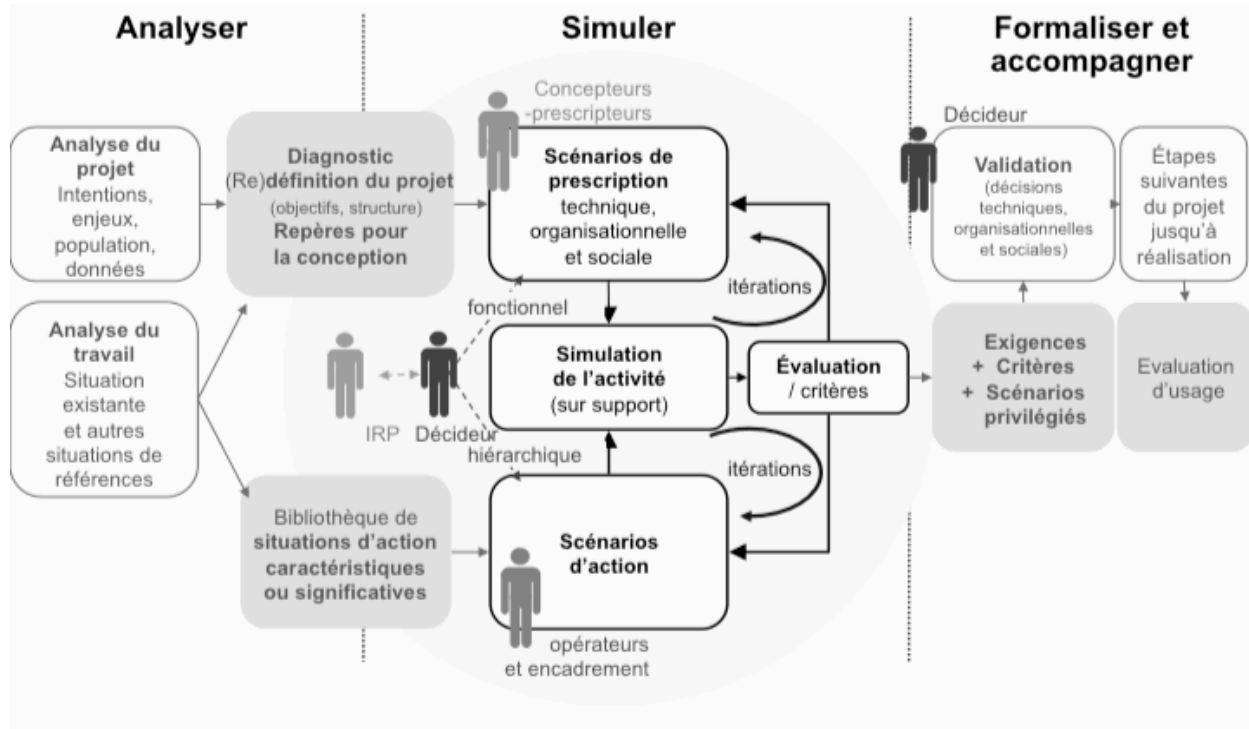 Analyser
Simuler
Formaliser et
accompagner
Analyse du
projet
Intentions,
enjeux,
population,
données
Analyse du
travail
Situation
existante
et autres
situations de
références
Diagnostic
(Re)définition du projet
(objectifs, structure)
Repères pour
la conception
Bibliothèque de
situations d'action
caractéristiques
ou significatives
Concepteurs
-prescripteurs
Scénarios de
prescription
technique,
organisationnelle
et sociale
fonctionnel
itérations
IRP
Décideur
hiérarchique
Simulation
de l'activité
(sur support)
Évaluation
/ critères
itérations
Scénarios
d'action
opérateurs
et encadrement
Décideur
Validation
(décisions
techniques,
organisationnelles
et sociales)
Étapes
suivantes
du projet
jusqu'à
réalisation
Exigences
+ Critères
+ Scénarios
privilégiés
Evaluation
d'usage